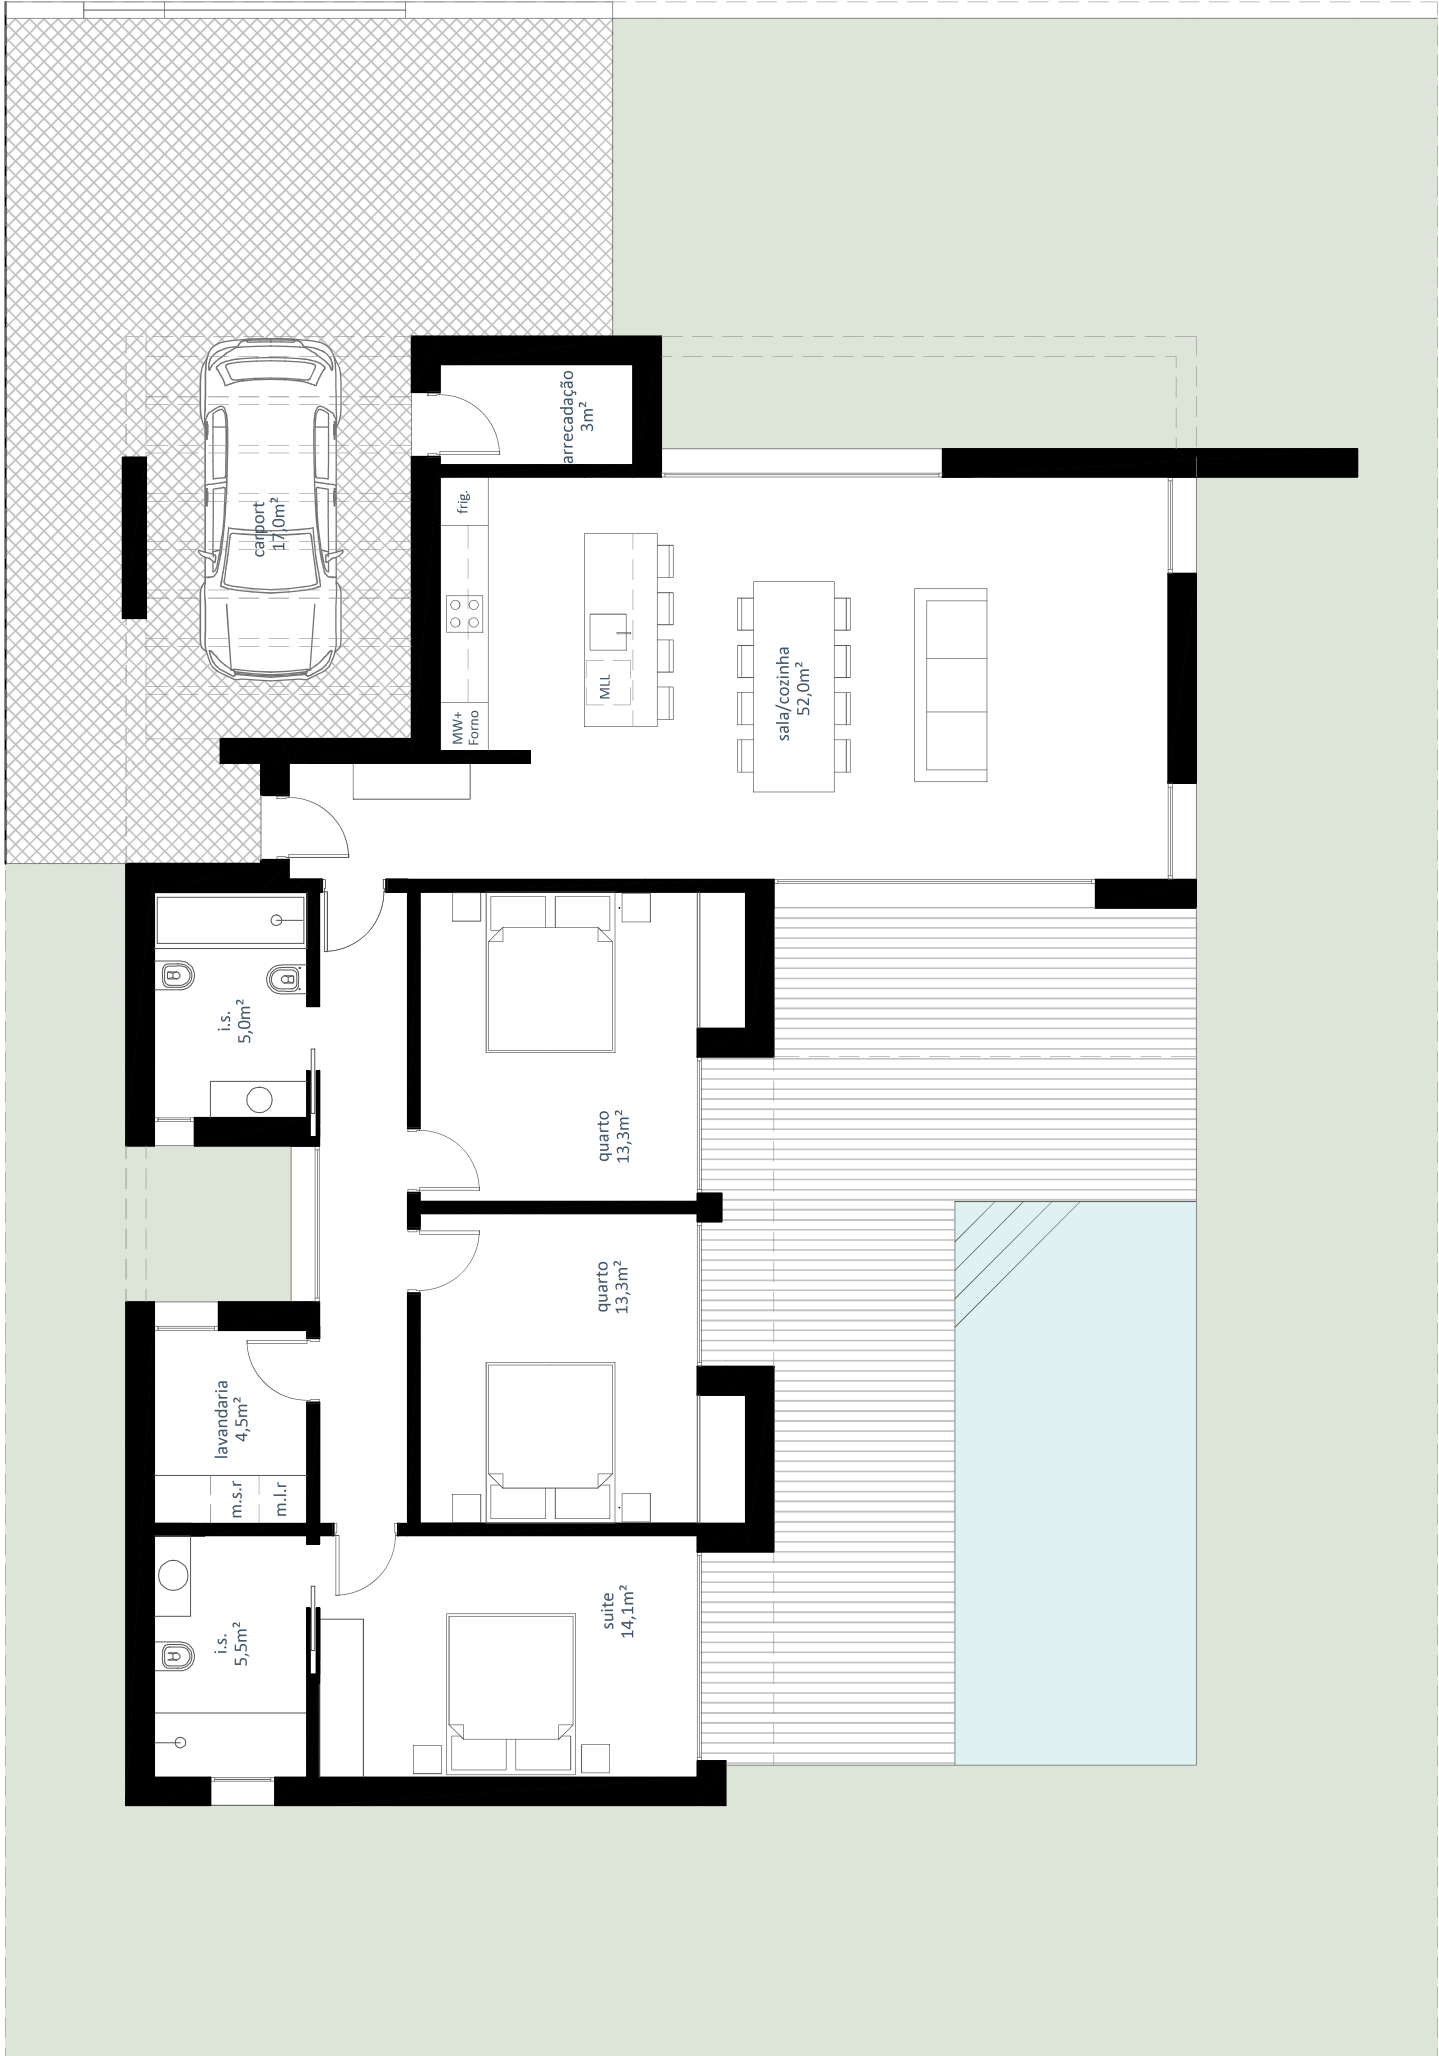 arrecadação
3m²
carport
17,0m²
frig.
MW+
Forno
MLL
sala/cozinha
52,0m²
i.s.
5,0m²
quarto
13,3m²
quarto
13,3m²
lavandaria
4,5m²
m.s.r
m.l.r
i.s.
5,5m²
suite
14,1m²